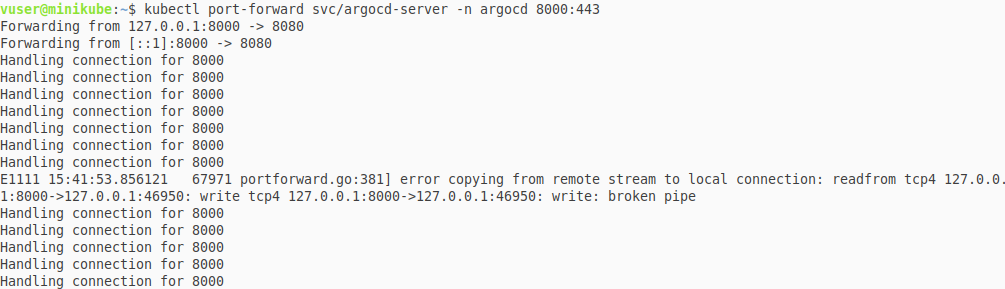 vuser@minikube:~$ kubectl port-forward svc/argocd-server -n argocd 8000:443
Forwarding from 127.0.0.1:8000 -> 8080
Forwarding from [::1]:8000 -> 8080
Handling connection for 8000
Handling connection for 8000
Handling connection for 8000
Handling connection for 8000
Handling connection for 8000
Handling connection for 8000
Handling connection for 8000
E1111 15:41:53.856121   67971 portforward.go:381] error copying from remote stream to local connection: readfrom tcp4 127.0.0.
1:8000->127.0.0.1:46950: write tcp4 127.0.0.1:8000->127.0.0.1:46950: write: broken pipe
Handling connection for 8000
Handling connection for 8000
Handling connection for 8000
Handling connection for 8000
Handling connection for 8000